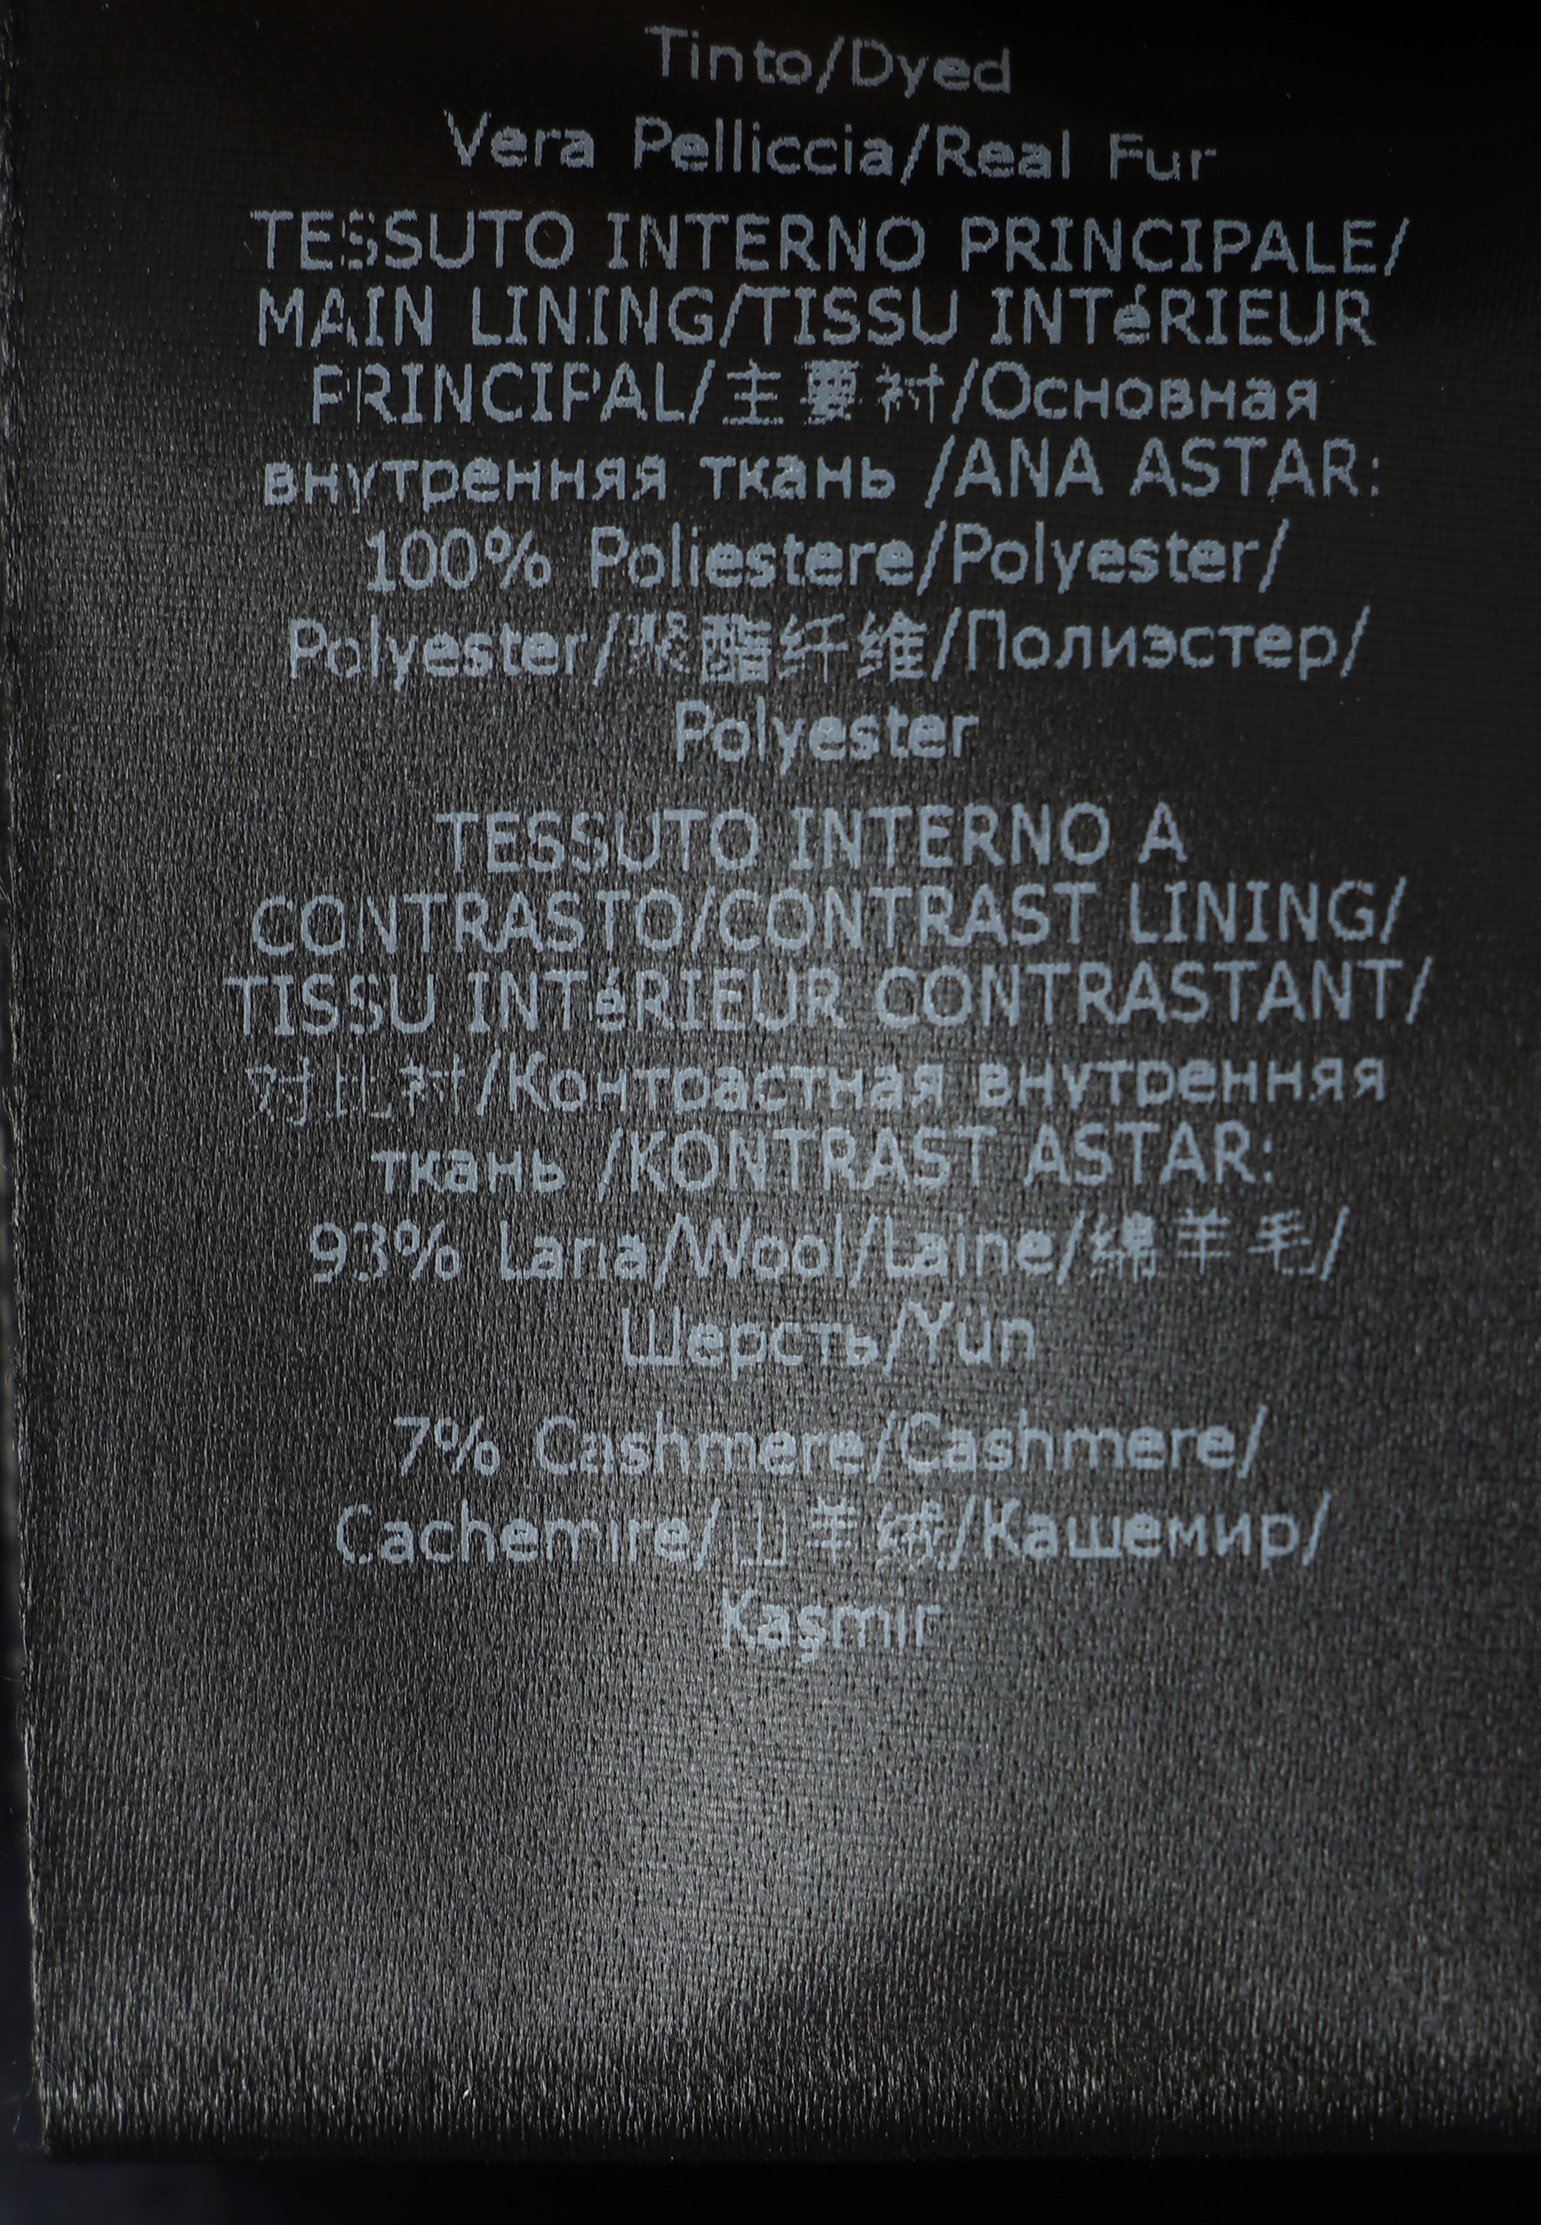 Tinto/Dyed
Vera Pelliccia/Real Fur
TESSUTO INTERNO PRINCIPALE/
MAIN LINING/TISSU INTéRIEUR
PRINCIPAL/主要衬/Основная
внутренняя ткань /ANA ASTAR:
100% Poliestere/Polyester/
Polyester/聚酯纤维/Полиэстер/
Polyester
TESSUTO INTERNO A
CONTRASTO/CONTRAST LINING/
TISSU INTéRIEUR CONTRASTANT/
对比衬/Контрастная внутренняя
ткань /KONTRAST ASTAR:
93% Lana/Wool/Laine/绵羊毛/
Шерсть/Yün
7% Cashmere/Cashmere/
Cachemire/山羊绒/Кашемир/
Kaşmir